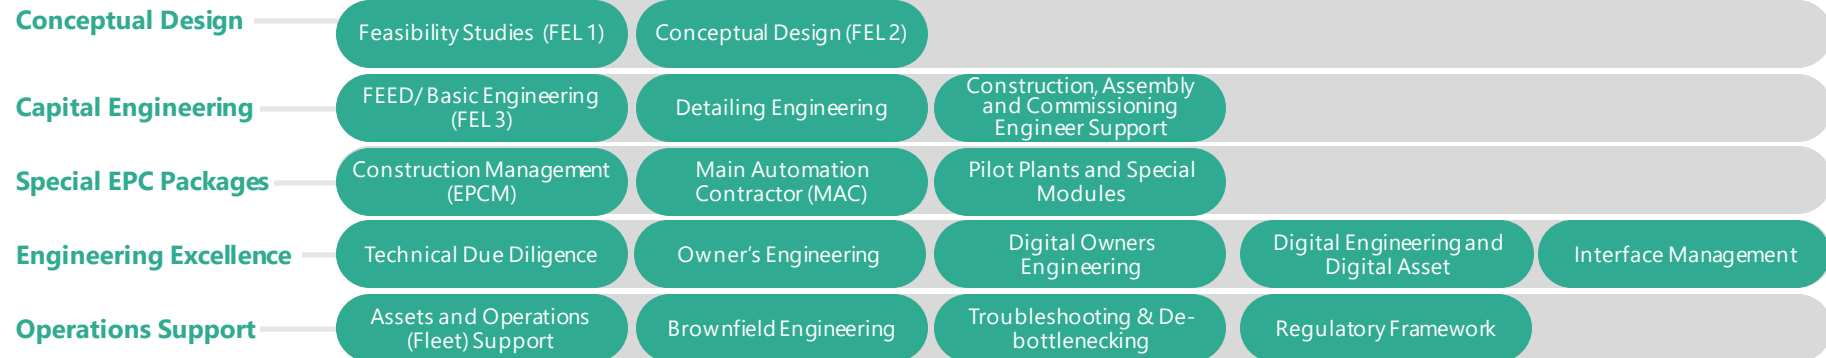 Conceptual Design
Feasibility Studies (FEL 1)
Conceptual Design (FEL 2)
Capital Engineering
FEED/ Basic Engineering
(FEL 3)
Detailing Engineering
Construction, Assembly
and Commissioning
Engineer Support
Special EPC Packages
Construction Management
(EPCM)
Main Automation
Contractor (MAC)
Pilot Plants and Special
Modules
Engineering Excellence
Technical Due Diligence
Owner’s Engineering
Digital Owners
Engineering
Digital Engineering and
Digital Asset
Interface Management
Operations Support
Assets and Operations
(Fleet) Support
Brownfield Engineering
Troubleshooting & De-
bottlenecking
Regulatory Framework